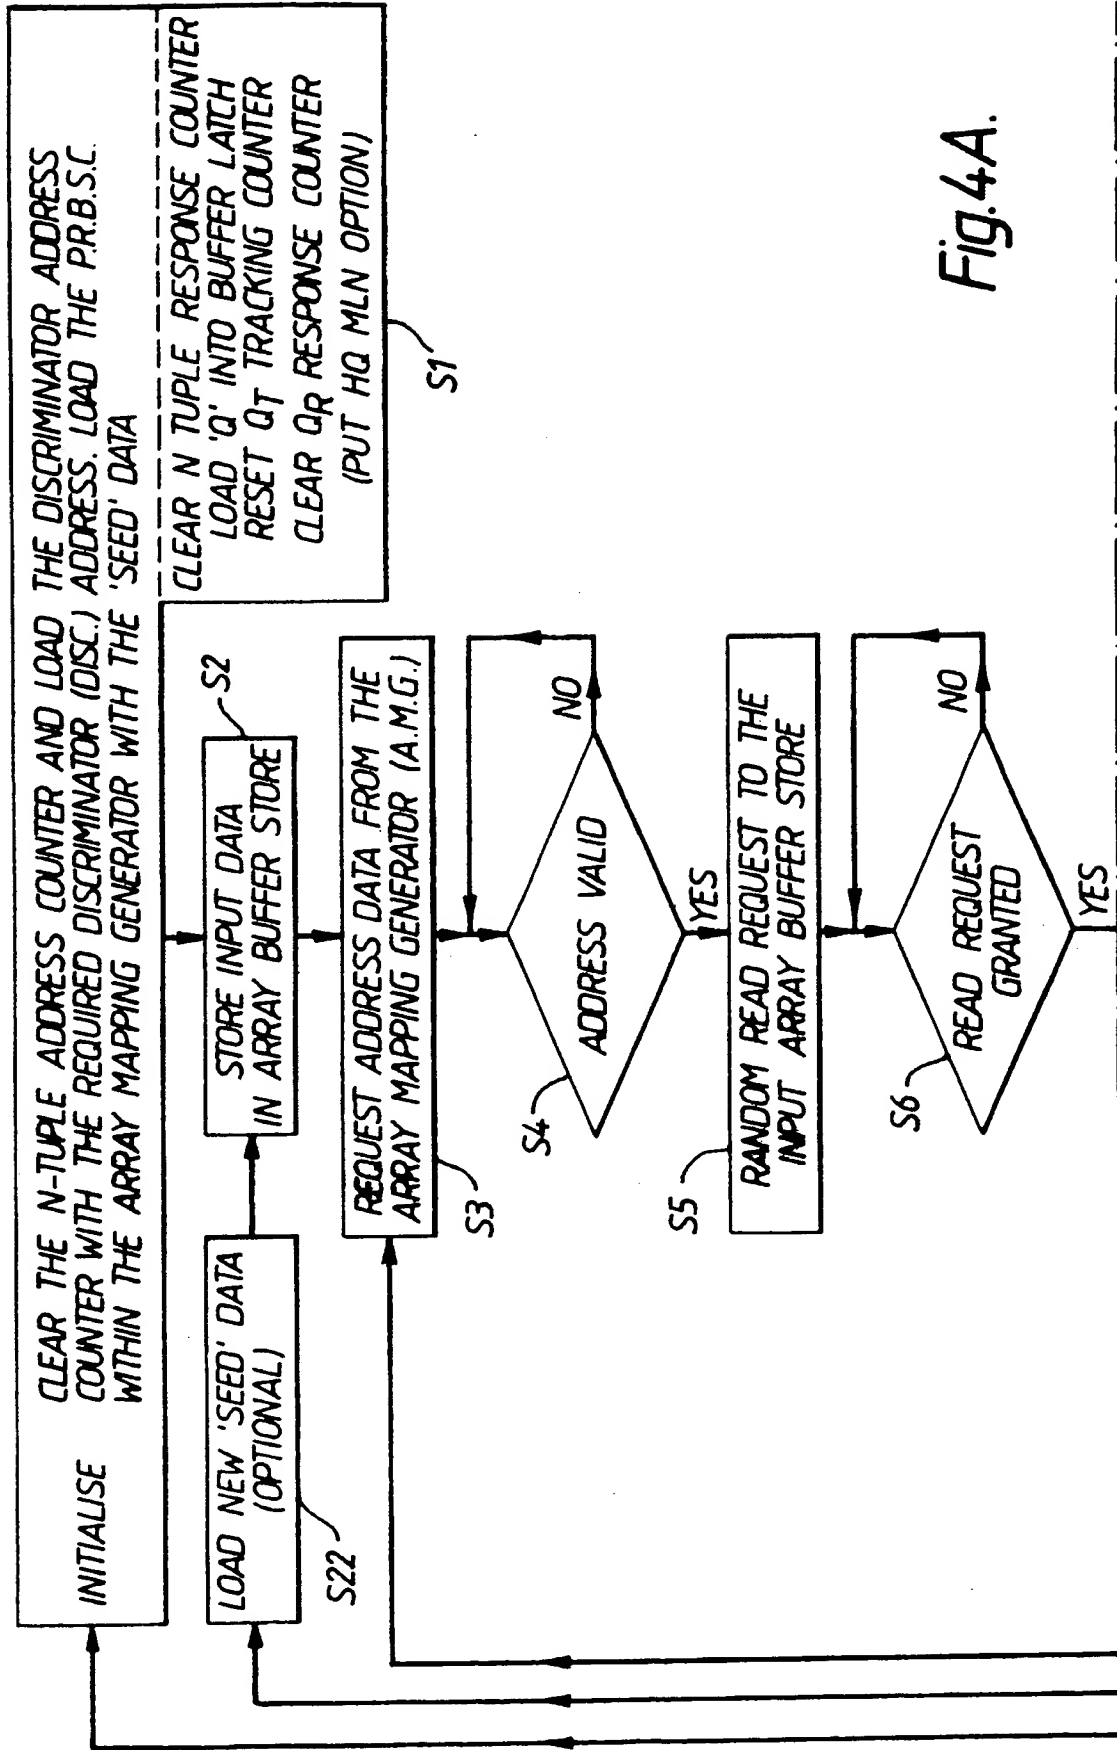 INITIALISE
CLEAR THE N-TUPLE ADDRESS COUNTER AND LOAD THE DISCRIMINATOR ADDRESS
COUNTER WITH THE REQUIRED DISCRIMINATOR (DISC.) ADDRESS. LOAD THE P.R.B.S.C.
WITHIN THE ARRAY MAPPING GENERATOR WITH THE 'SEED' DATA
CLEAR N TUPLE RESPONSE COUNTER
LOAD 'Q' INTO BUFFER LATCH
RESET QT TRACKING COUNTER
CLEAR QR RESPONSE COUNTER
(PUT HQ MLN OPTION)
S1
LOAD NEW 'SEED' DATA
(OPTIONAL)
S22
STORE INPUT DATA
IN ARRAY BUFFER STORE
S2
REQUEST ADDRESS DATA FROM THE
ARRAY MAPPING GENERATOR (A.M.G.)
S3
ADDRESS VALID
S4
NO
YES
RANDOM READ REQUEST TO THE
INPUT ARRAY BUFFER STORE
S5
READ REQUEST
GRANTED
S6
NO
YES
Fig.4A.